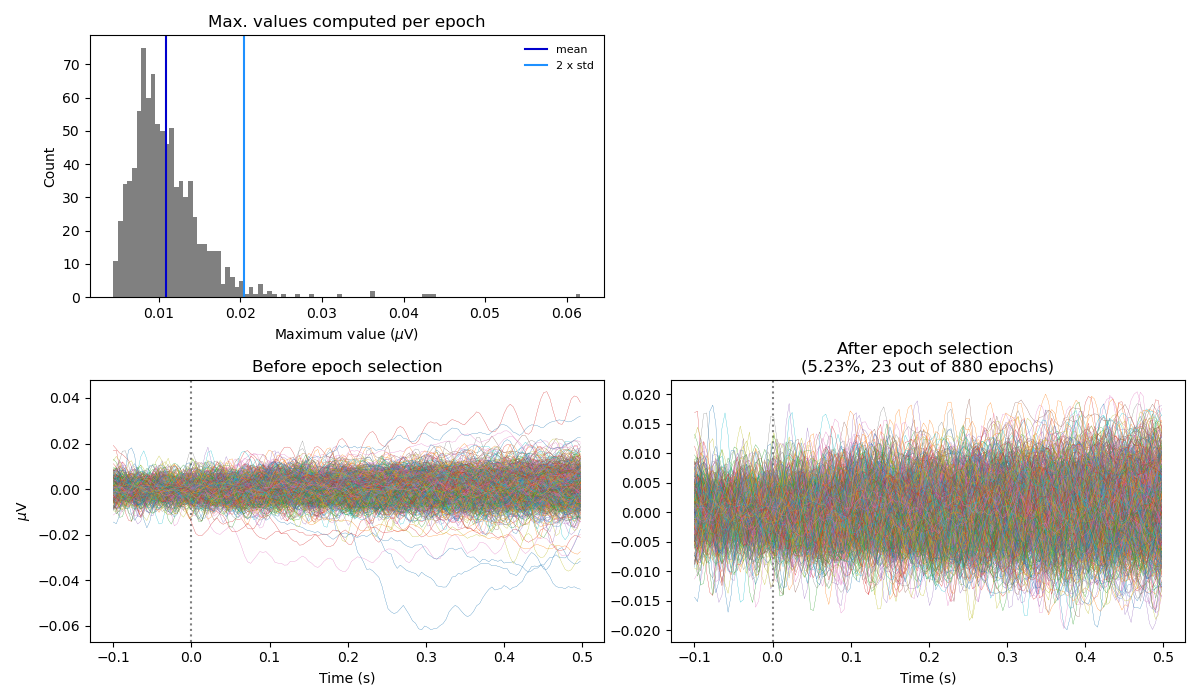 Max. values computed per epoch
mean
2 x std
70
60
50
40
30
20
10
0
Count
0.01 0.02 0.03 0.04 0.05 0.06
Maximum value (μV)
Before epoch selection
0.04
0.02
0.00
−0.02
−0.04
−0.06
μV
−0.1 0.0 0.1 0.2 0.3 0.4 0.5
Time (s)
After epoch selection
(5.23%, 23 out of 880 epochs)
0.020
0.015
0.010
0.005
0.000
−0.005
−0.010
−0.015
−0.020
−0.1 0.0 0.1 0.2 0.3 0.4 0.5
Time (s)